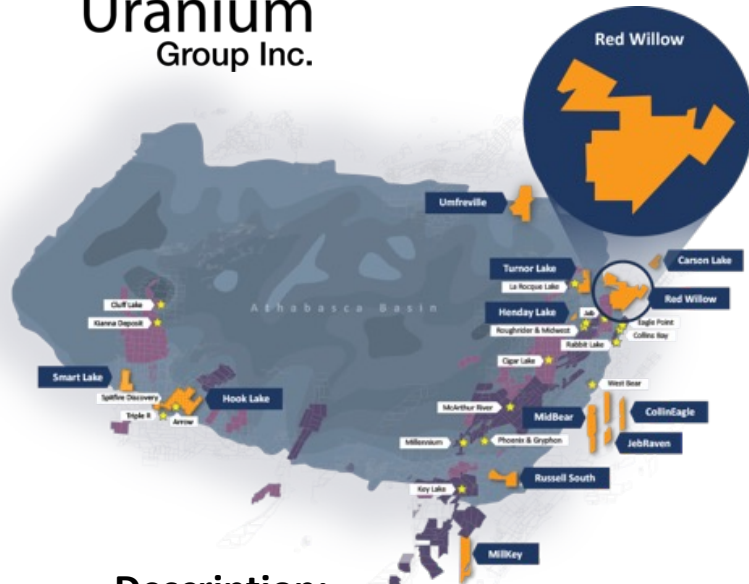 Uranium
Group Inc.
Red Willow
Umfreville
Carson Lake
Turnor Lake
La Rocque Lake
Red Willow
Cluff Lake
Athabasca Basin
Henday Lake
Jeb
Kianna Deposit
Eagle Point
Roughrider & Midwest
Collins Bay
Rabbit Lake
Cigar Lake
Smart Lake
West Bear
Spitfire Discovery
Hook Lake
McArthur River
MidBear
CollinEagle
Triple R
Arrow
Millennium
Phoenix & Gryphon
JebRaven
Russell South
Key Lake
MillKey
Description: